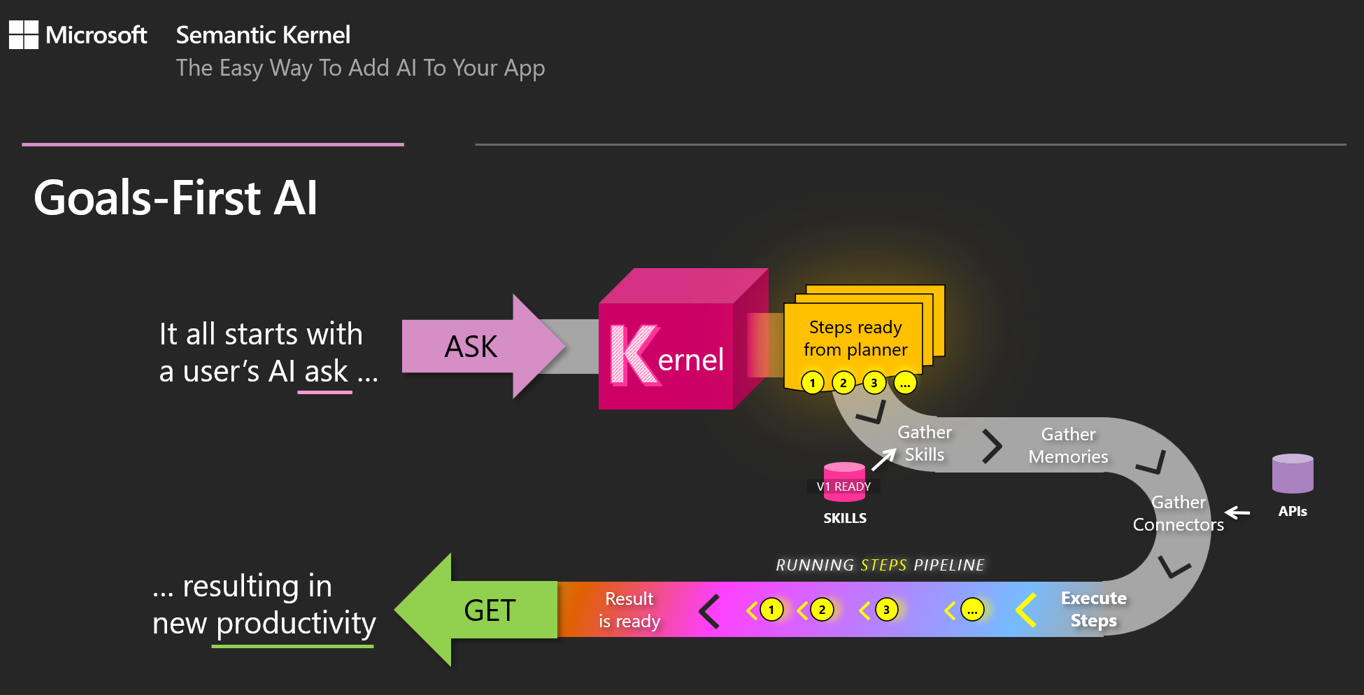 Microsoft
Semantic Kernel
The Easy Way To Add AI To Your App
Goals-First AI
It all starts with
a user's AI ask ...
ASK
Kernel
Steps ready
from planner
1 2 3 ...
Gather
Skills
Gather
Memories
V1 READY
SKILLS
Gather
Connectors
APIs
RUNNING STEPS PIPELINE
... resulting in
new productivity
GET
Result
is ready
1 2 3 ...
Execute
Steps